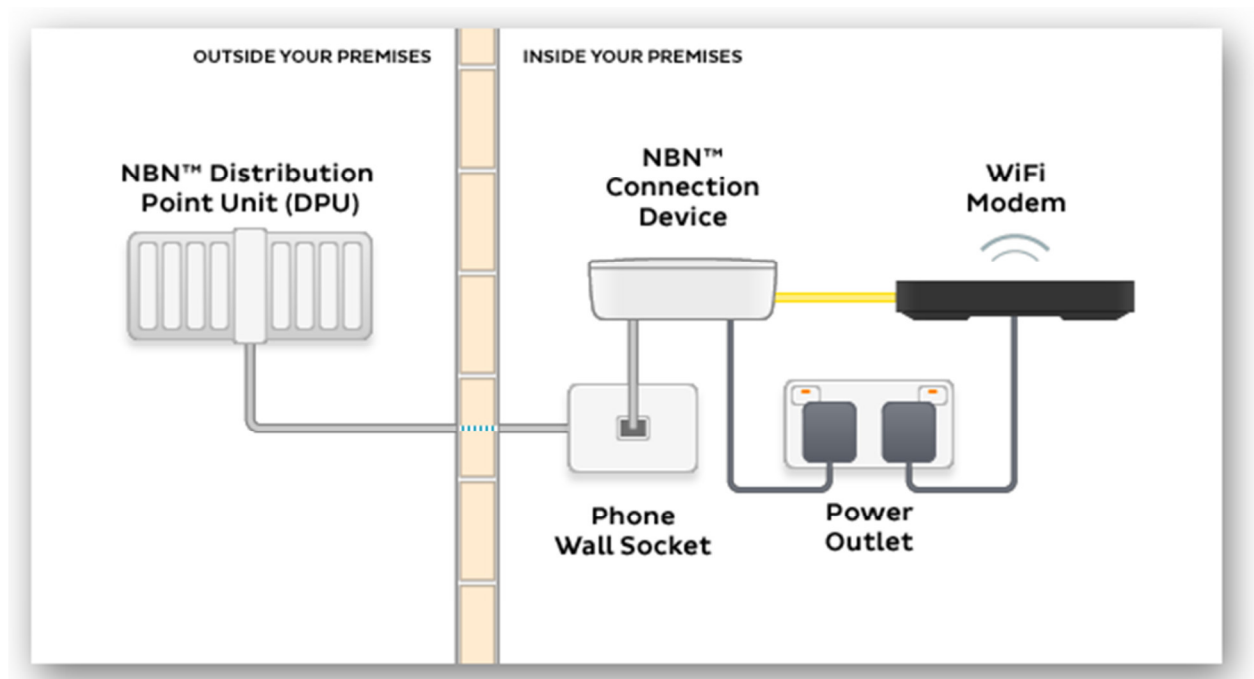 OUTSIDE YOUR PREMISES
INSIDE YOUR PREMISES
NBN™ Distribution
Point Unit (DPU)
NBN™
Connection
Device
WiFi
Modem
Phone
Wall Socket
Power
Outlet